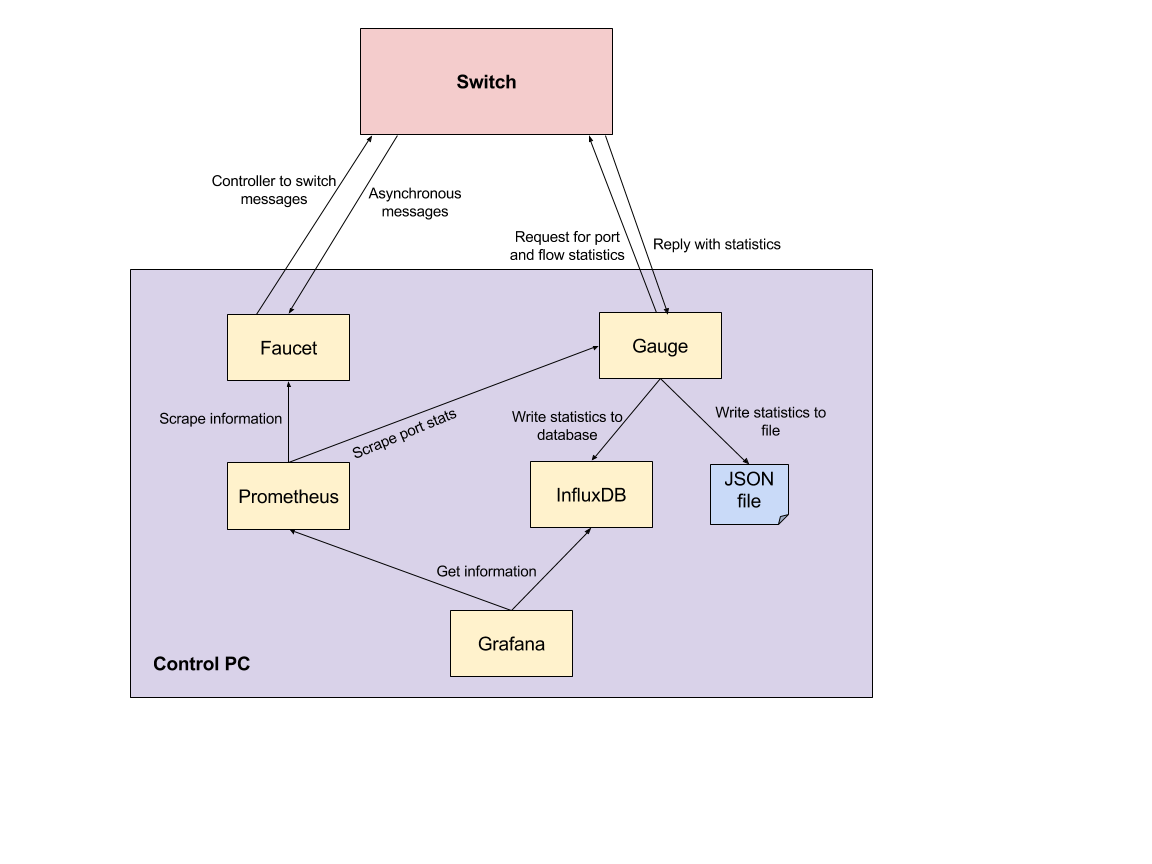 Switch
Controller to switch
messages
Asynchronous
messages
Request for port
and flow statistics
Reply with statistics
Faucet
Gauge
Scrape information
Scrape port stats
Write statistics to
database
Write statistics to
file
Prometheus
InfluxDB
JSON
file
Get information
Grafana
Control PC